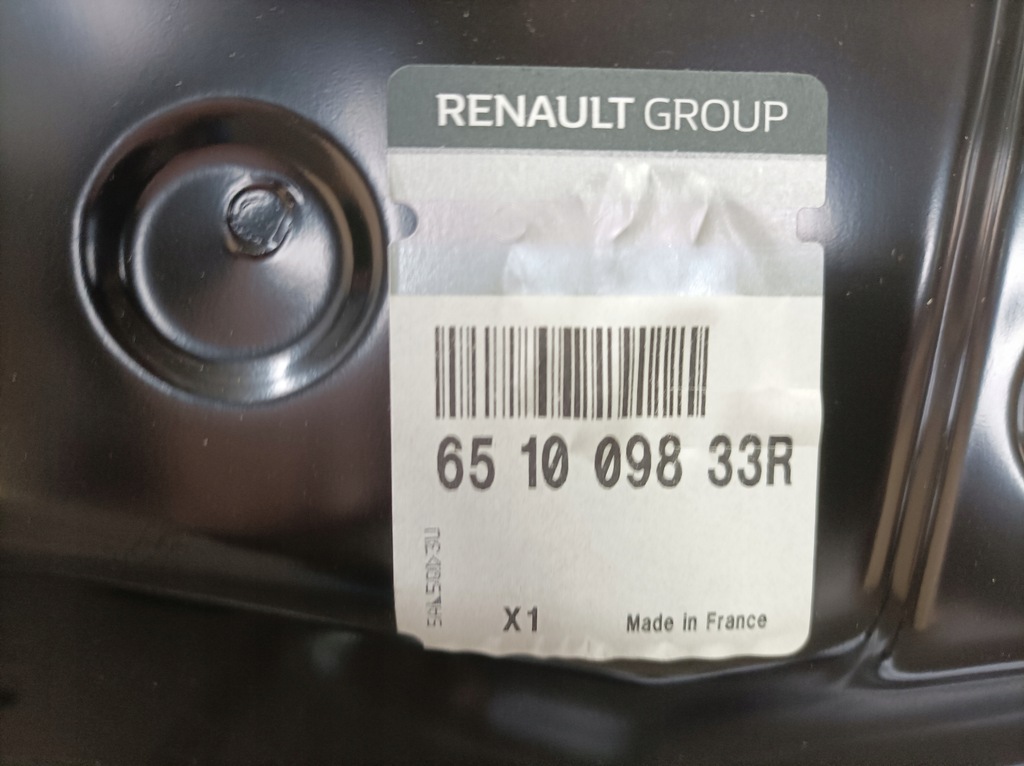 RENAULT GROUP
65 10 098 33R
X1
Made in France